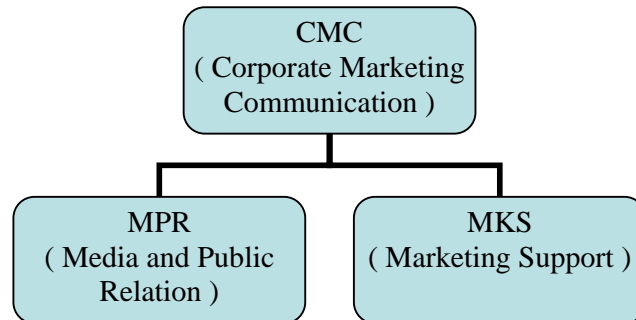 CMC
( Corporate Marketing
Communication )
MPR
( Media and Public
Relation )
MKS
( Marketing Support )